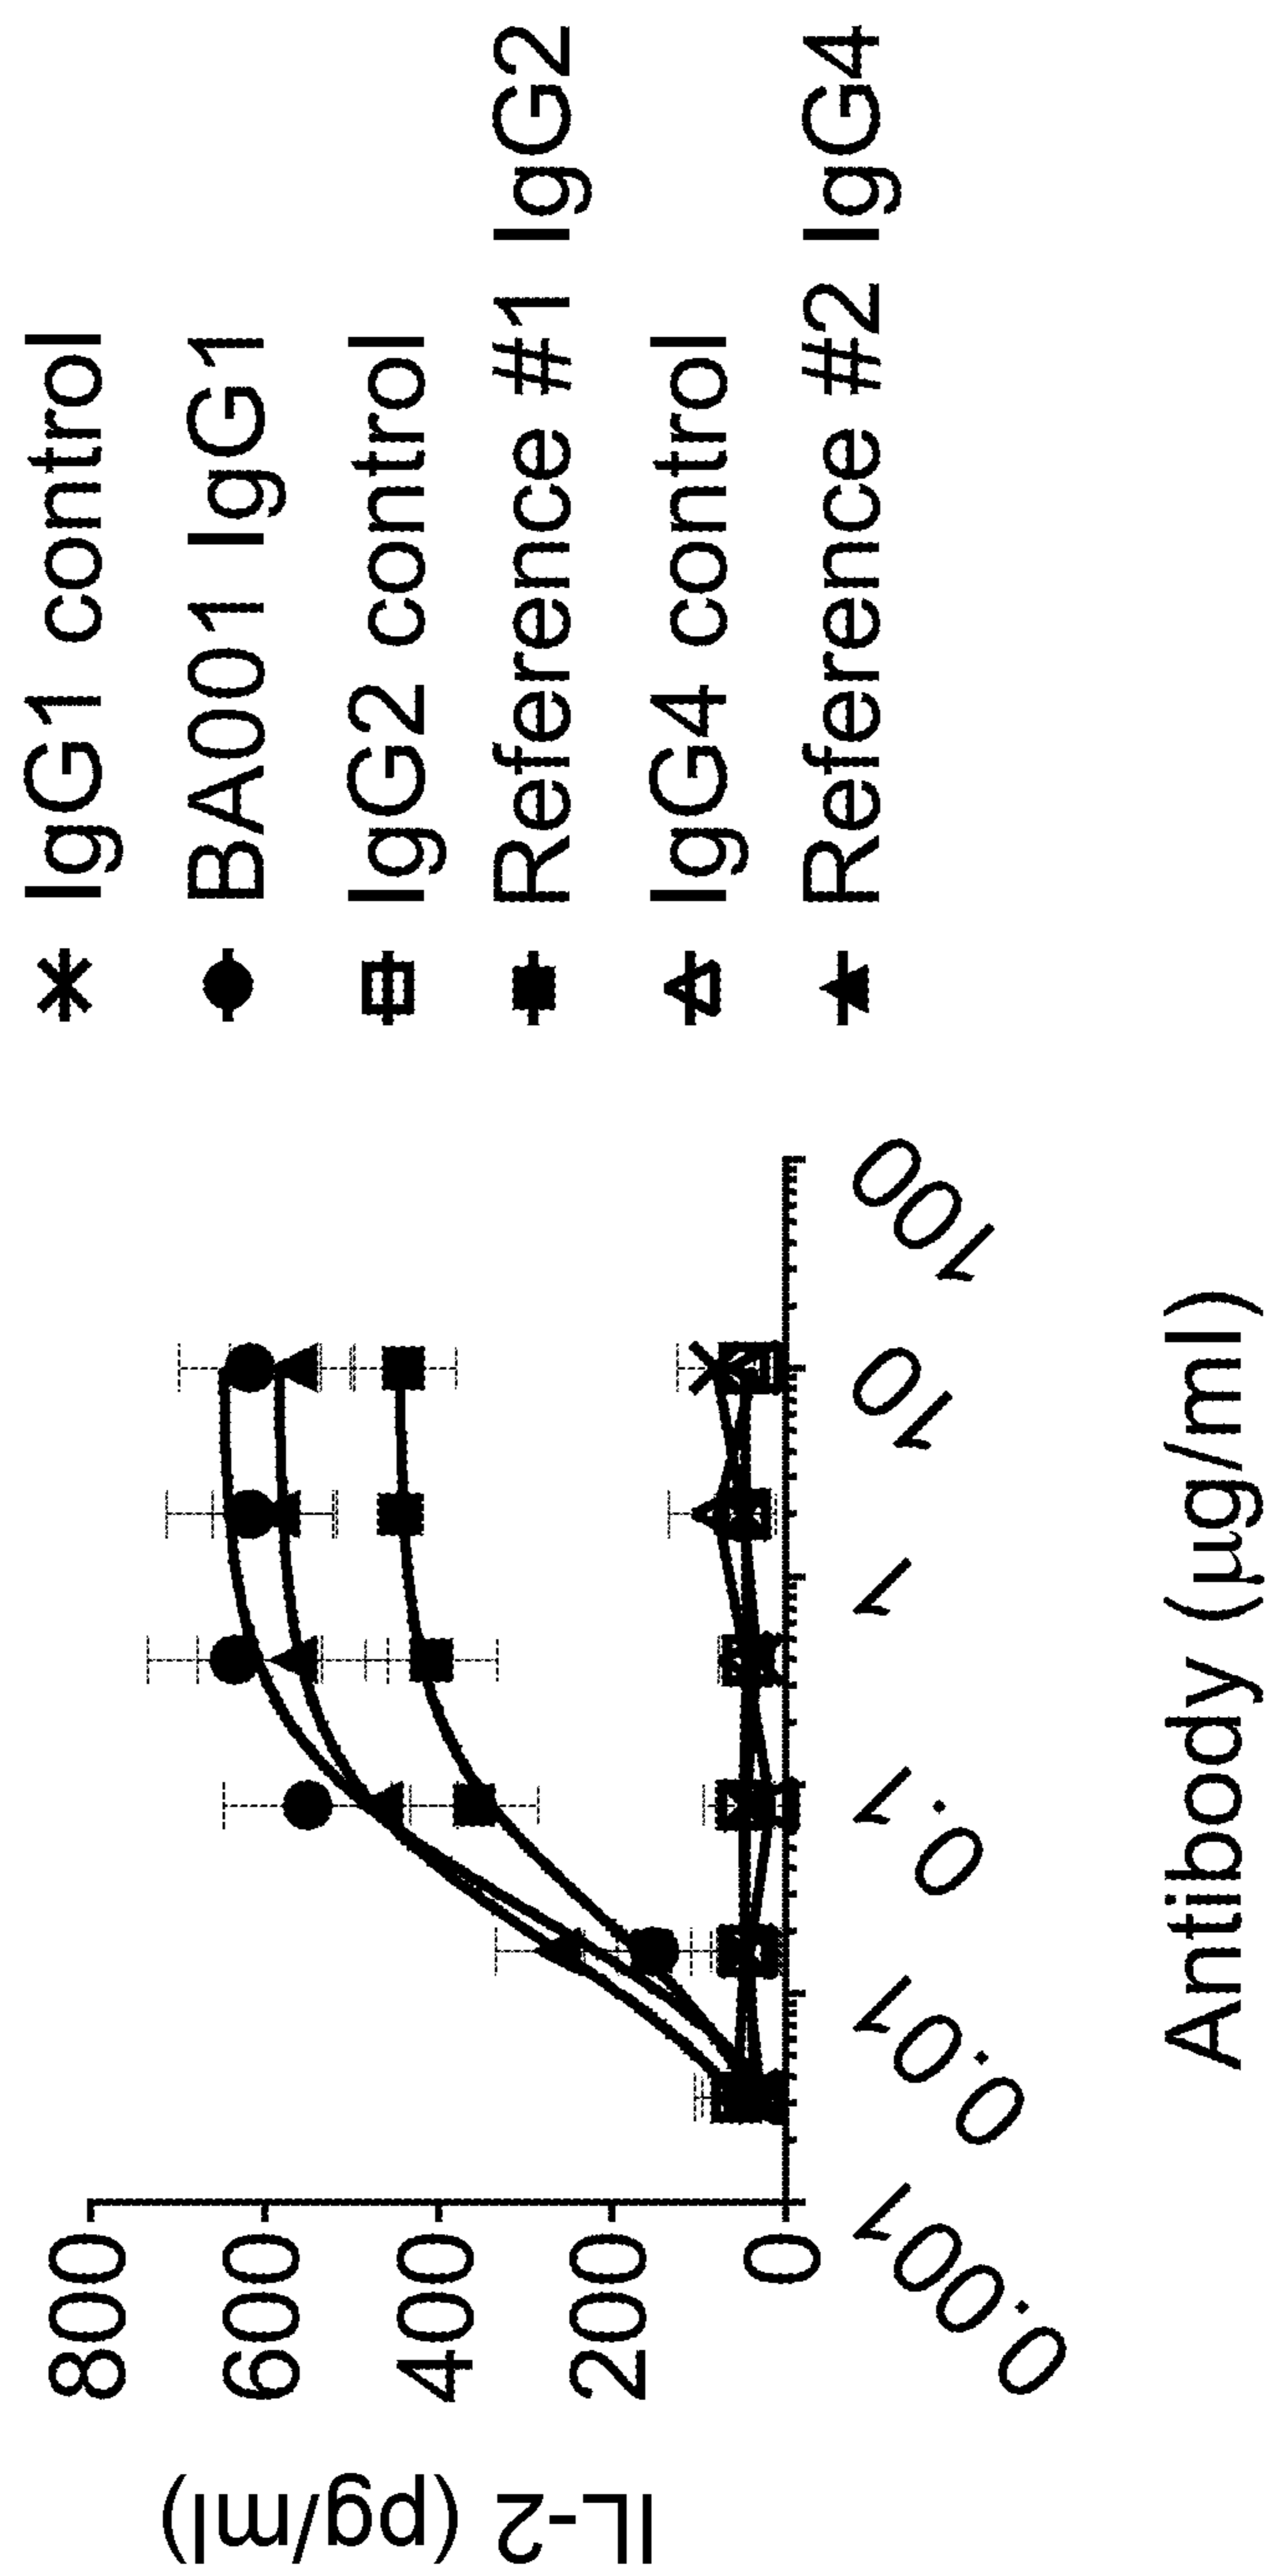 IL-2 (pg/ml)
800
600
400
200
0
0.001
0.01
0.1
1
10
100
Antibody (μg/ml)
IgG1 control
BA001 IgG1
IgG2 control
Reference #1 IgG2
IgG4 control
Reference #2 IgG4